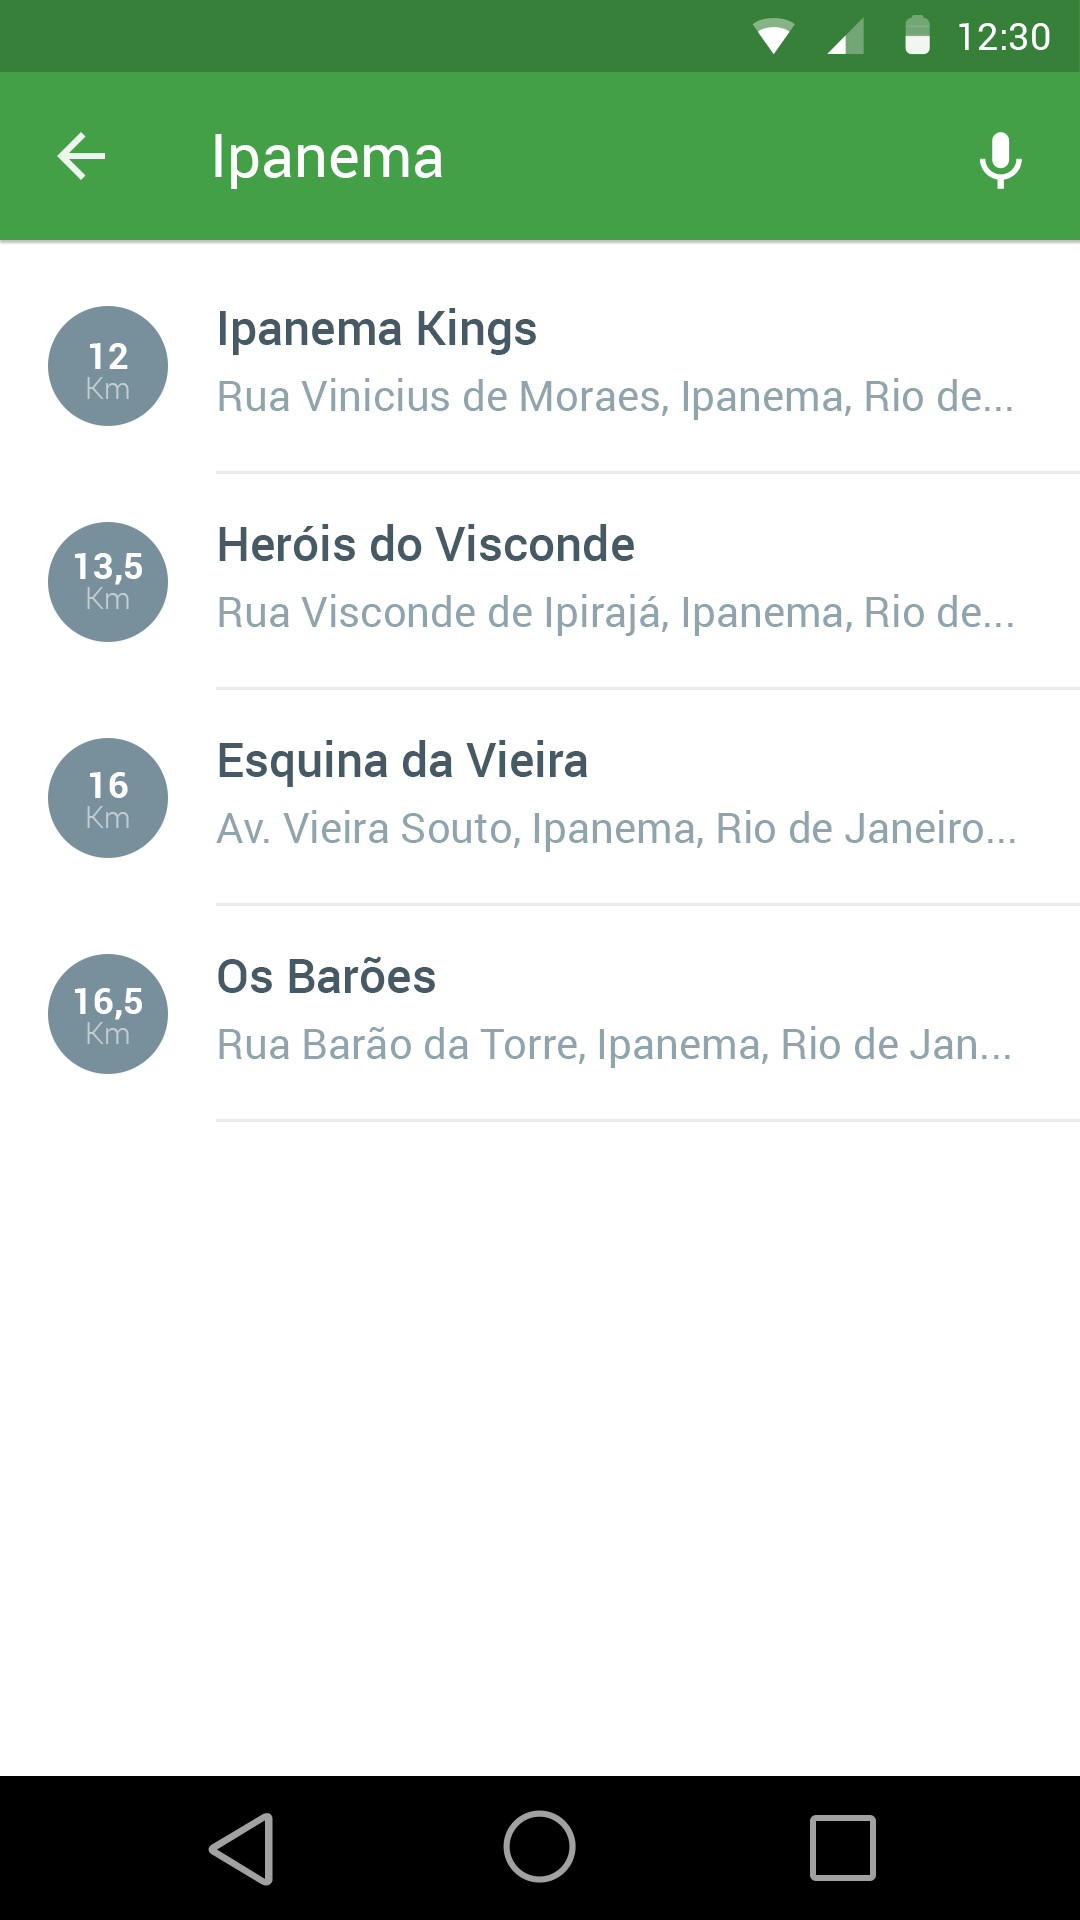 12:30
Ipanema
12
Km
Ipanema Kings
Rua Vinicius de Moraes, Ipanema, Rio de...
13,5
Km
Heróis do Visconde
Rua Visconde de Ipirajá, Ipanema, Rio de...
16
Km
Esquina da Vieira
Av. Vieira Souto, Ipanema, Rio de Janeiro...
16,5
Km
Os Barões
Rua Barão da Torre, Ipanema, Rio de Jan...